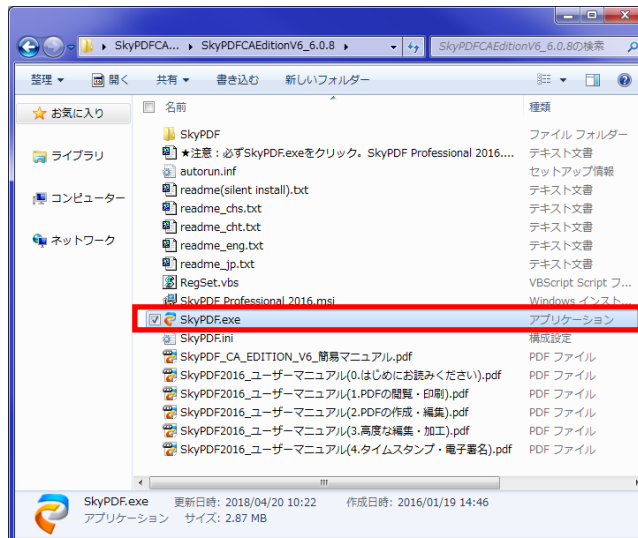 SkyPDFCA... ▸ SkyPDFCAEditionV6_6.0.8 ▸
SkyPDFCAEditionV6_6.0.8の検索
整理 ▼ 開く 共有 ▼ 書き込む 新しいフォルダー
お気に入り
ライブラリ
コンピューター
ネットワーク
名前 種類
SkyPDF ファイル フォルダー
★注意:必ずSkyPDF.exeをクリック。SkyPDF Professional 2016.... テキスト文書
autorun.inf セットアップ情報
readme(silent install).txt テキスト文書
readme_chs.txt テキスト文書
readme_cht.txt テキスト文書
readme_eng.txt テキスト文書
readme_jp.txt テキスト文書
RegSet.vbs VBScript Script フ...
SkyPDF Professional 2016.msi Windows インスト...
SkyPDF.exe アプリケーション
SkyPDF.ini 構成設定
SkyPDF_CA_EDITION_V6_簡易マニュアル.pdf PDF ファイル
SkyPDF2016_ユーザーマニュアル(0.はじめにお読みください).pdf PDF ファイル
SkyPDF2016_ユーザーマニュアル(1.PDFの閲覧・印刷).pdf PDF ファイル
SkyPDF2016_ユーザーマニュアル(2.PDFの作成・編集).pdf PDF ファイル
SkyPDF2016_ユーザーマニュアル(3.高度な編集・加工).pdf PDF ファイル
SkyPDF2016_ユーザーマニュアル(4.タイムスタンプ・電子署名).pdf PDF ファイル
SkyPDF.exe 更新日時: 2018/04/20 10:22 作成日時: 2016/01/19 14:46
アプリケーション サイズ: 2.87 MB